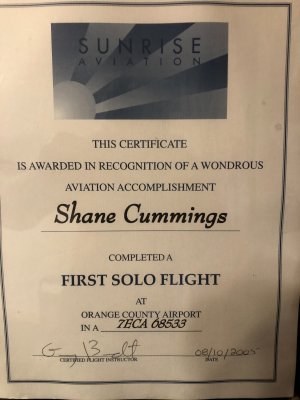 SUNRISE
AVIATION
THIS CERTIFICATE
IS AWARDED IN RECOGNITION OF A WONDROUS
AVIATION ACCOMPLISHMENT
Shane Cummings
COMPLETED A
FIRST SOLO FLIGHT
AT
ORANGE COUNTY AIRPORT
IN A 7ECA 68533
08/10/2005
CERTIFIED FLIGHT INSTRUCTOR DATE